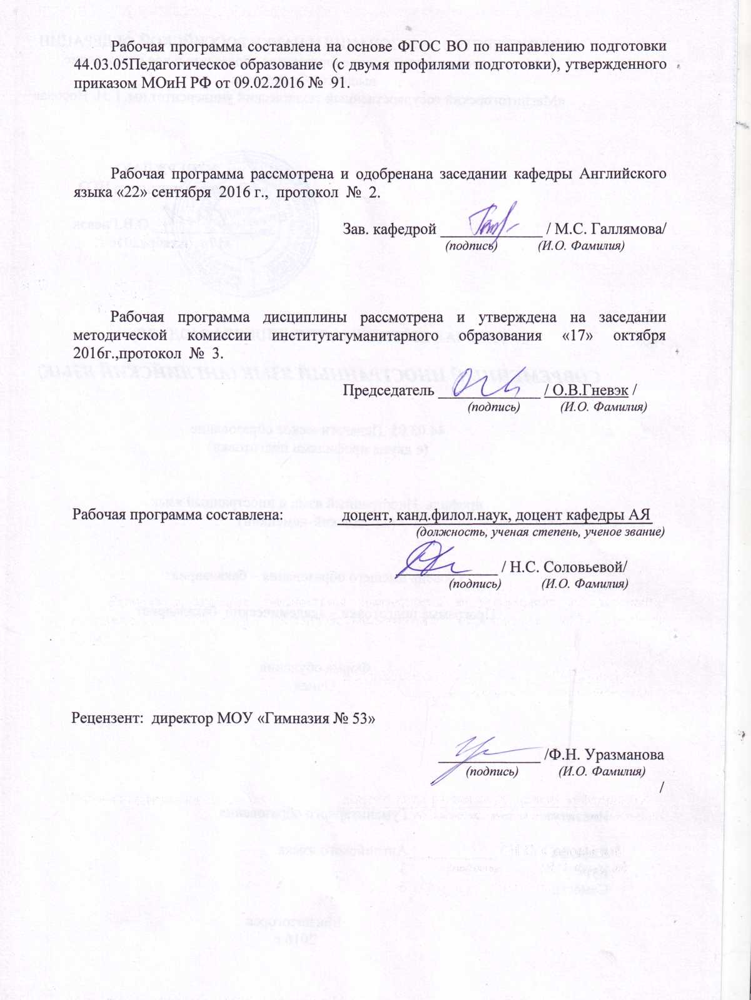 Рабочая программа составлена на основе ФГОС ВО по направлению подготовки
44.03.05Педагогическое образование (с двумя профилями подготовки), утвержденного
приказом МОиН РФ от 09.02.2016 № 91.
Рабочая программа рассмотрена и одобренана заседании кафедры Английского
языка «22» сентября 2016 г., протокол № 2.
Зав. кафедрой ____________ / М.С. Галлямова/
(подпись) (И.О. Фамилия)
Рабочая программа дисциплины рассмотрена и утверждена на заседании
методической комиссии институтагуманитарного образования «17» октября
2016г.,протокол № 3.
Председатель ____________ / О.В.Гневэк /
(подпись) (И.О. Фамилия)
Рабочая программа составлена: доцент, канд.филол.наук, доцент кафедры АЯ
(должность, ученая степень, ученое звание)
____________ / Н.С. Соловьевой/
(подпись) (И.О. Фамилия)
Рецензент: директор МОУ «Гимназия № 53»
____________ /Ф.Н. Уразманова
(подпись) (И.О. Фамилия)
/